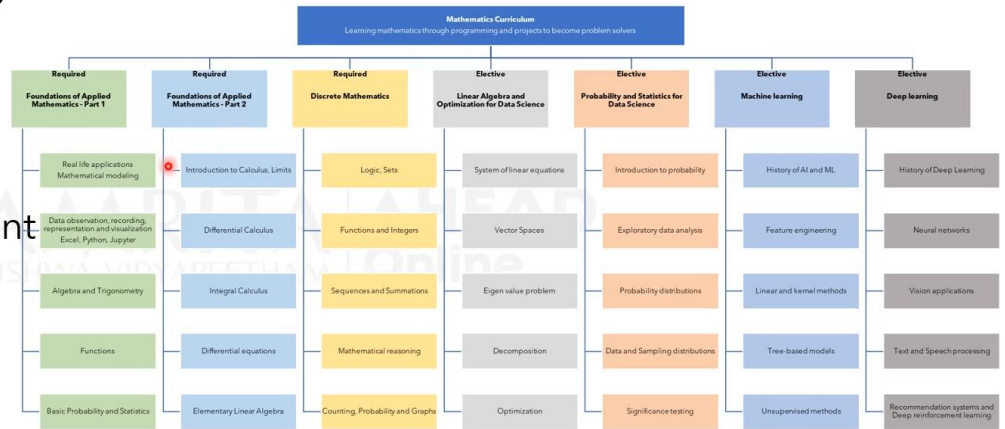 Mathematics Curriculum
Learning mathematics through programming and projects to become problem solvers
Required
Foundations of Applied
Mathematics - Part 1
Real life applications
Mathematical modeling
Data observation, recording,
representation and visualization
Excel, Python, Jupyter
Algebra and Trigonometry
Functions
Basic Probability and Statistics
Required
Foundations of Applied
Mathematics - Part 2
Introduction to Calculus, Limits
Differential Calculus
Integral Calculus
Differential equations
Elementary Linear Algebra
Required
Discrete Mathematics
Logic, Sets
Functions and Integers
Sequences and Summations
Mathematical reasoning
Counting, Probability and Graphs
Elective
Linear Algebra and
Optimization for Data Science
System of linear equations
Vector Spaces
Eigen value problem
Decomposition
Optimization
Elective
Probability and Statistics for
Data Science
Introduction to probability
Exploratory data analysis
Probability distributions
Data and Sampling distributions
Significance testing
Elective
Machine learning
History of AI and ML
Feature engineering
Linear and kernel methods
Tree-based models
Unsupervised methods
Elective
Deep learning
History of Deep Learning
Neural networks
Vision applications
Text and Speech processing
Recommendation systems and
Deep reinforcement learning
nt
AMRITA AHEAD
VISHWA VIDYAPEETHAM Online